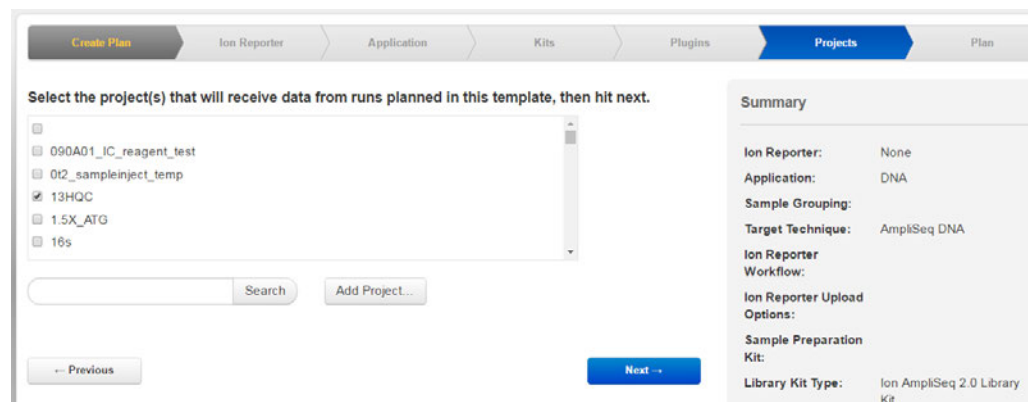 Create Plan
Ion Reporter
Application
Kits
Plugins
Projects
Plan
Select the project(s) that will receive data from runs planned in this template, then hit next.
090A01_IC_reagent_test
0t2_sampleinject_temp
13HQC
1.5X_ATG
16s
Search
Add Project...
← Previous
Next →
Summary
Ion Reporter: None
Application: DNA
Sample Grouping:
Target Technique: AmpliSeq DNA
Ion Reporter
Workflow:
Ion Reporter Upload
Options:
Sample Preparation
Kit:
Library Kit Type: Ion AmpliSeq 2.0 Library
Kit